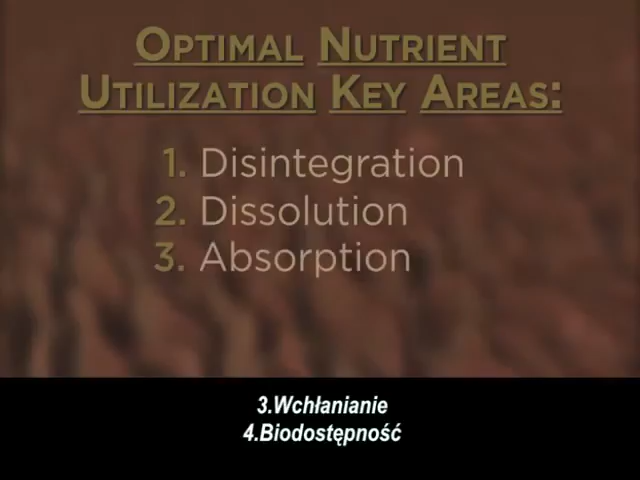 OPTIMAL NUTRIENT
UTILIZATION KEY AREAS:
1. Disintegration
2. Dissolution
3. Absorption
3.Wchłanianie
4.Biodostępność